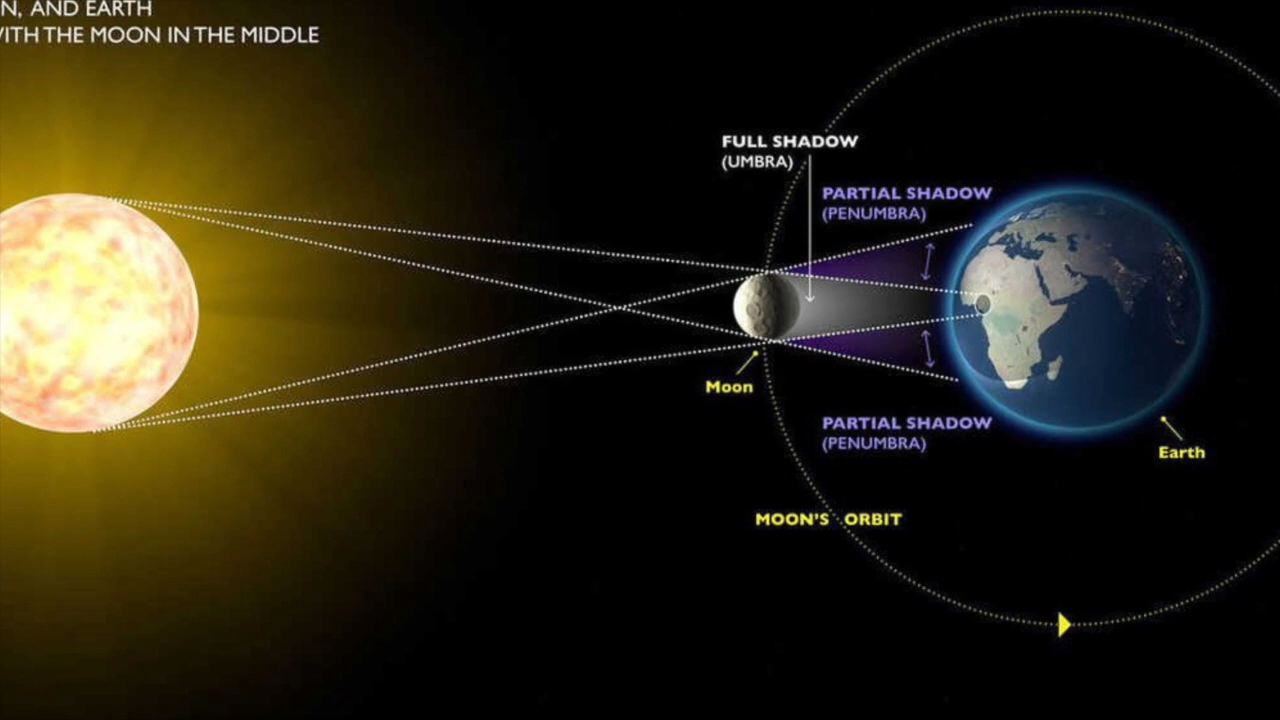 N, AND EARTH
WITH THE MOON IN THE MIDDLE
FULL SHADOW
(UMBRA)
PARTIAL SHADOW
(PENUMBRA)
Moon
PARTIAL SHADOW
(PENUMBRA)
Earth
MOON'S ORBIT